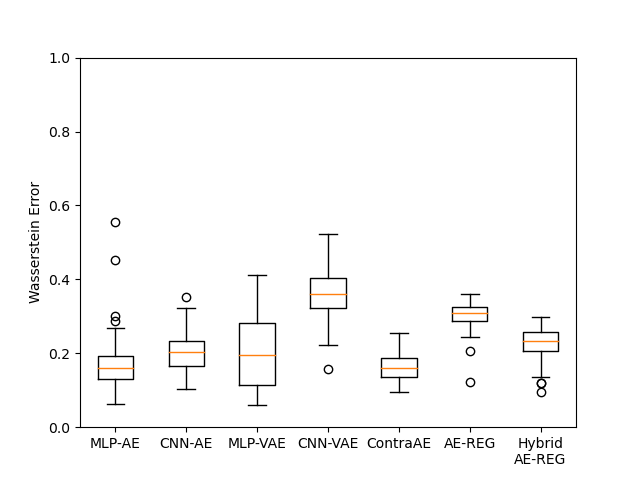 1.0
0.8
0.6
0.4
0.2
0.0
Wasserstein Error
MLP-AE
CNN-AE
MLP-VAE
CNN-VAE
ContraAE
AE-REG
Hybrid
AE-REG